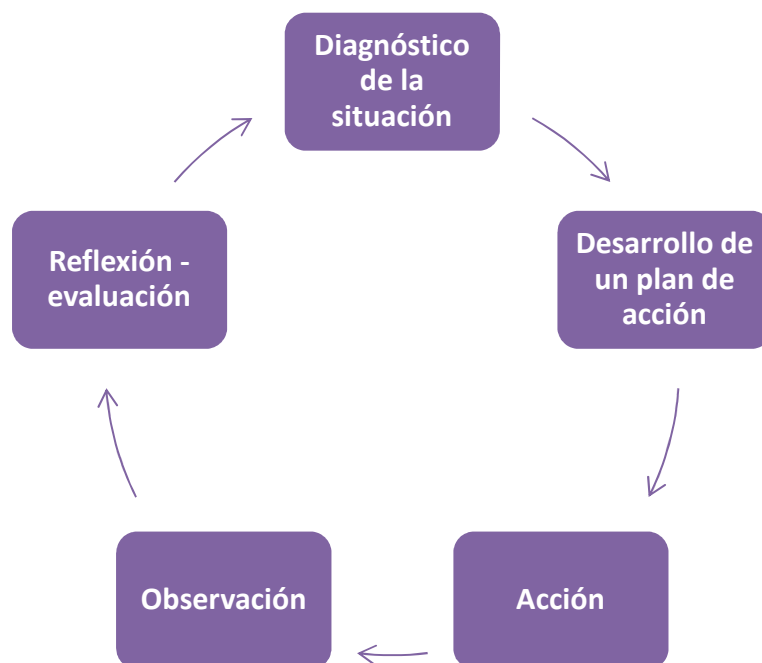 Diagnóstico
de la
situación
Desarrollo de
un plan de
acción
Acción
Observación
Reflexión -
evaluación